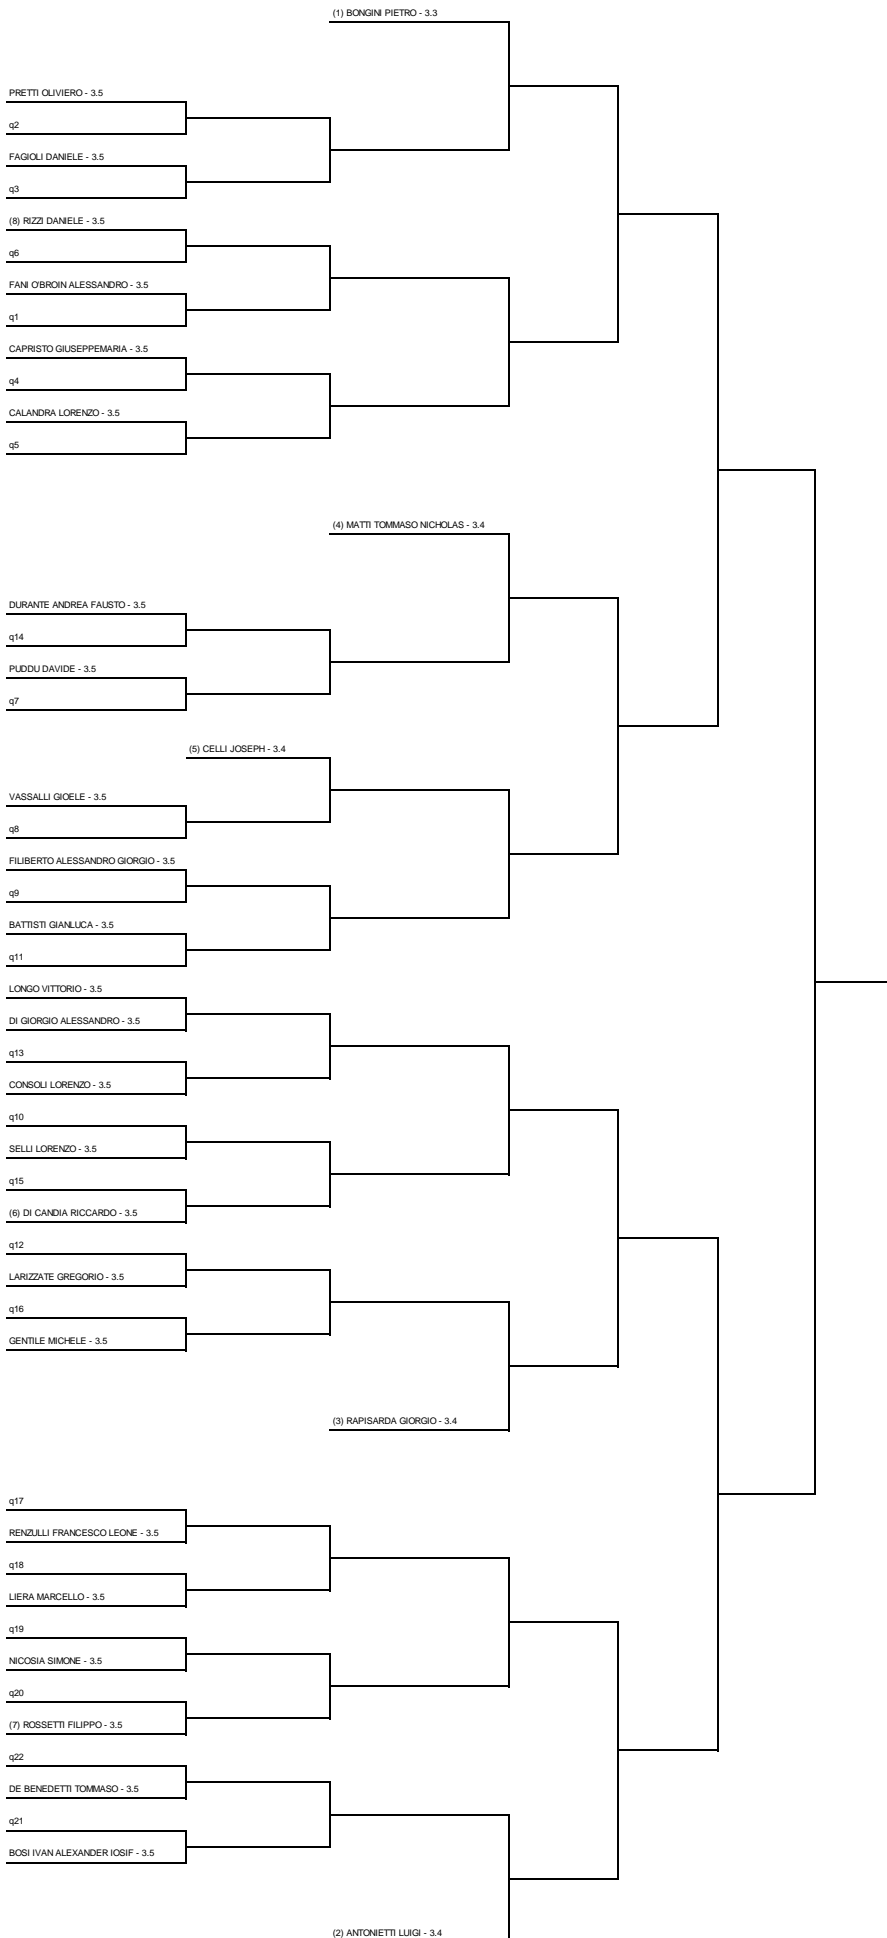 (1) BONGINI PIETRO - 3.3
PRETTI OLIVIERO - 3.5
q2
FAGIOLI DANIELE - 3.5
q3
(8) RIZZI DANIELE - 3.5
q6
FANI O'BROIN ALESSANDRO - 3.5
q1
CAPRISTO GIUSEPPEMARIA - 3.5
q4
CALANDRA LORENZO - 3.5
q5
(4) MATTI TOMMASO NICHOLAS - 3.4
DURANTE ANDREA FAUSTO - 3.5
q14
PUDDU DAVIDE - 3.5
q7
(5) CELLI JOSEPH - 3.4
VASSALLI GIOELE - 3.5
q8
FILIBERTO ALESSANDRO GIORGIO - 3.5
q9
BATTISTI GIANLUCA - 3.5
q11
LONGO VITTORIO - 3.5
DI GIORGIO ALESSANDRO - 3.5
q13
CONSOLI LORENZO - 3.5
q10
SELLI LORENZO - 3.5
q15
(6) DI CANDIA RICCARDO - 3.5
q12
LARIZZATE GREGORIO - 3.5
q16
GENTILE MICHELE - 3.5
(3) RAPISARDA GIORGIO - 3.4
q17
RENZULLI FRANCESCO LEONE - 3.5
q18
LIERA MARCELLO - 3.5
q19
NICOSIA SIMONE - 3.5
q20
(7) ROSSETTI FILIPPO - 3.5
q22
DE BENEDETTI TOMMASO - 3.5
q21
BOSI IVAN ALEXANDER IOSIF - 3.5
(2) ANTONIETTI LUIGI - 3.4